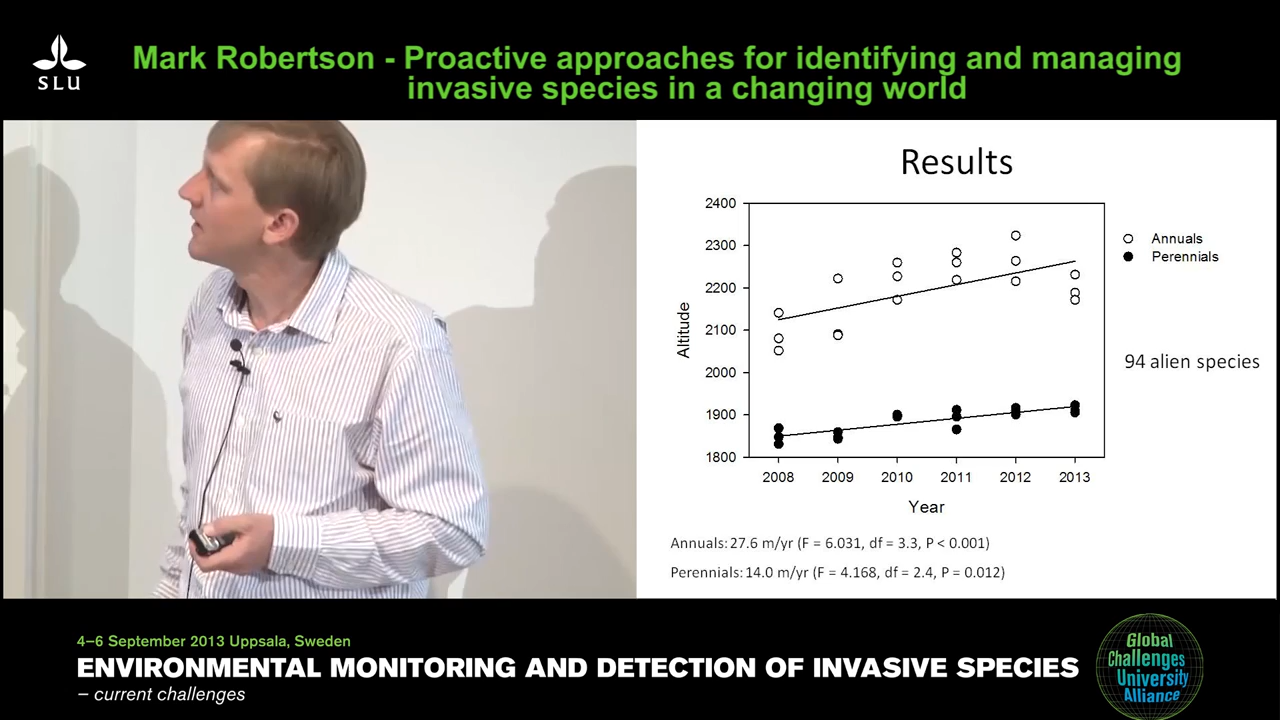 SLU
Mark Robertson - Proactive approaches for identifying and managing
invasive species in a changing world
Results
2400
2300
2200
2100
2000
1900
1800
Altitude
2008 2009 2010 2011 2012 2013
Year
Annuals
Perennials
94 alien species
Annuals: 27.6 m/yr (F = 6.031, df = 3.3, P < 0.001)
Perennials: 14.0 m/yr (F = 4.168, df = 2.4, P = 0.012)
4–6 September 2013 Uppsala, Sweden
ENVIRONMENTAL MONITORING AND DETECTION OF INVASIVE SPECIES
– current challenges
Global
Challenges
University
Alliance